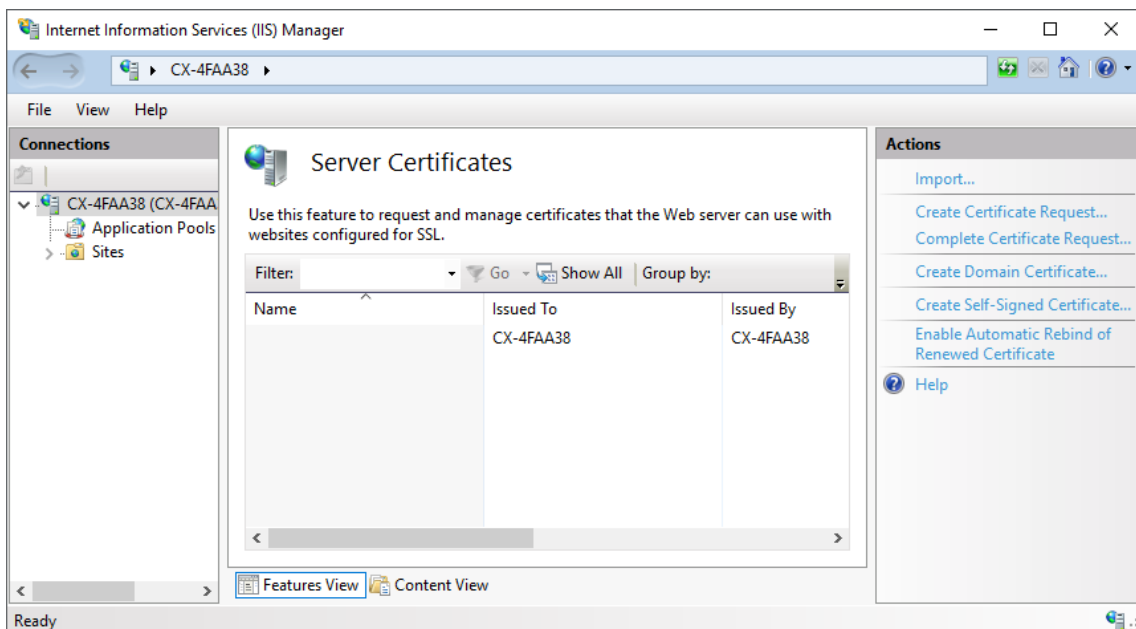 Internet Information Services (IIS) Manager
CX-4FAA38
File View Help
Connections
CX-4FAA38 (CX-4FAA
Application Pools
Sites
Server Certificates
Use this feature to request and manage certificates that the Web server can use with
websites configured for SSL.
Filter: Go Show All Group by:
Name Issued To Issued By
CX-4FAA38 CX-4FAA38
Features View Content View
Actions
Import...
Create Certificate Request...
Complete Certificate Request...
Create Domain Certificate...
Create Self-Signed Certificate...
Enable Automatic Rebind of
Renewed Certificate
Help
Ready